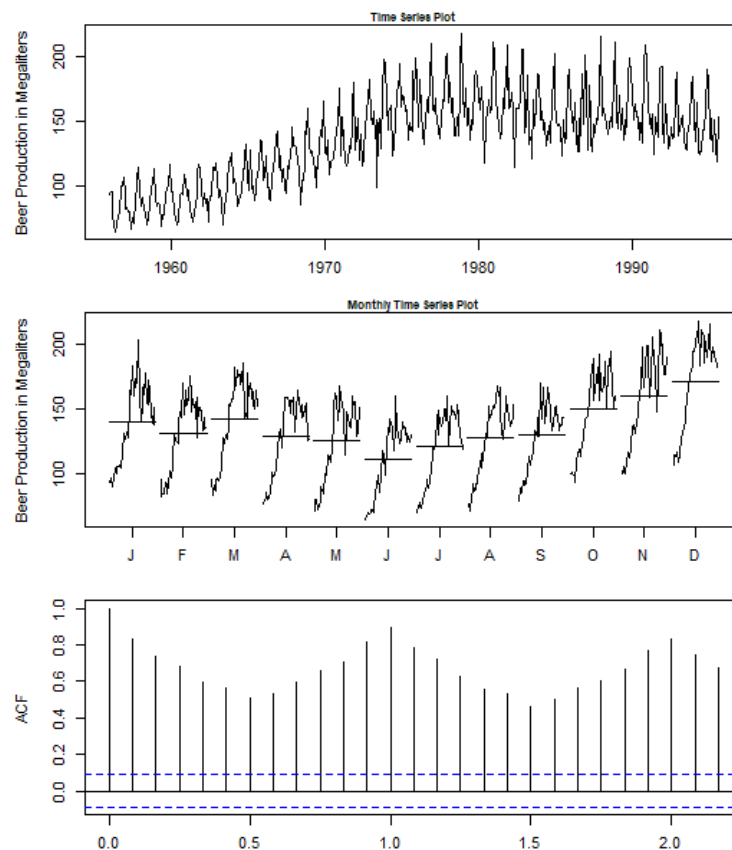 Time Series Plot
Beer Production in Megaliters
200
150
100
1960 1970 1980 1990
Monthly Time Series Plot
Beer Production in Megaliters
200
150
100
J F M A M J J A S O N D
ACF
1.0
0.8
0.6
0.4
0.2
0.0
0.0 0.5 1.0 1.5 2.0